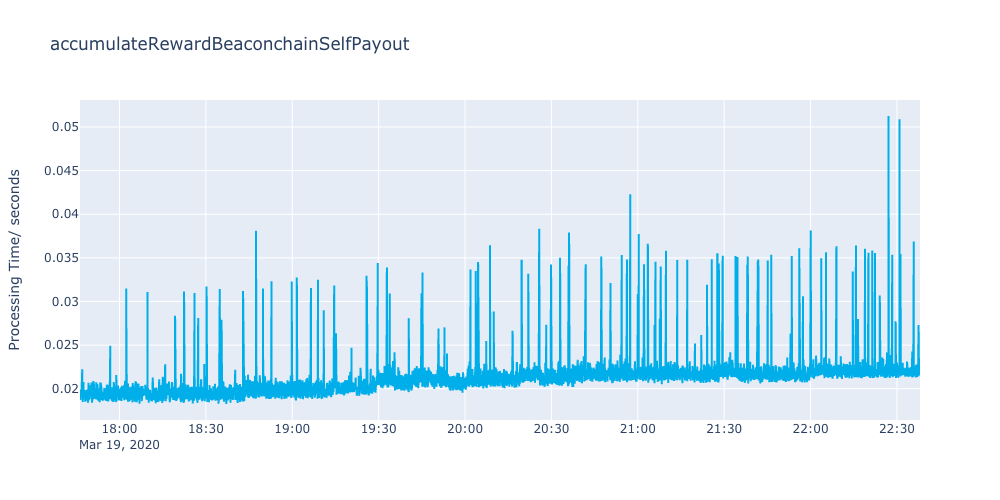 accumulateRewardBeaconchainSelfPayout
Processing Time/ seconds
0.05
0.045
0.04
0.035
0.03
0.025
0.02
18:00 18:30 19:00 19:30 20:00 20:30 21:00 21:30 22:00 22:30
Mar 19, 2020